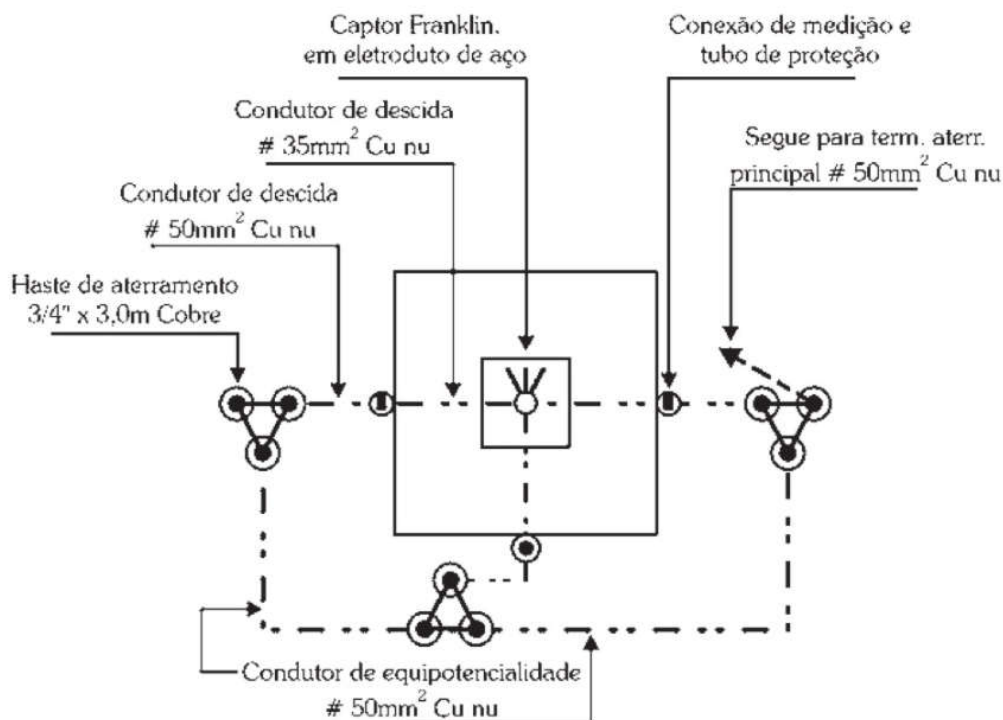 Captor Franklin.
em eletroduto de aço
Conexão de medição e
tubo de proteção
Condutor de descida
# 35mm² Cu nu
Segue para term. aterr.
principal # 50mm² Cu nu
Condutor de descida
# 50mm² Cu nu
Haste de aterramento
3/4" x 3,0m Cobre
Condutor de equipotencialidade
# 50mm² Cu nu